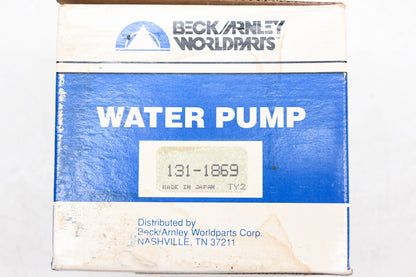 BECK/ARNLEY
WORLDPARTS
WATER PUMP
131-1869
MADE IN JAPAN TY2
Distributed by
Beck/Arnley Worldparts Corp.
NASHVILLE, TN 37211